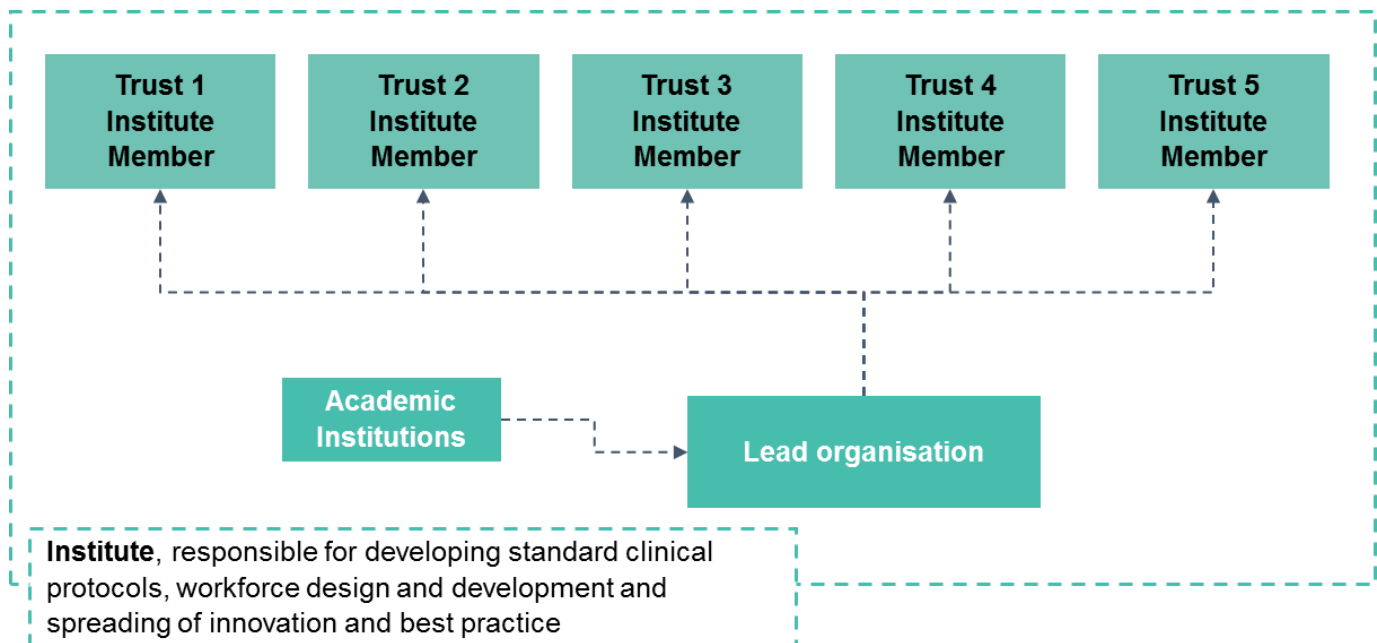 Trust 1
Institute
Member
Trust 2
Institute
Member
Trust 3
Institute
Member
Trust 4
Institute
Member
Trust 5
Institute
Member
Academic
Institutions
Lead organisation
Institute, responsible for developing standard clinical
protocols, workforce design and development and
spreading of innovation and best practice